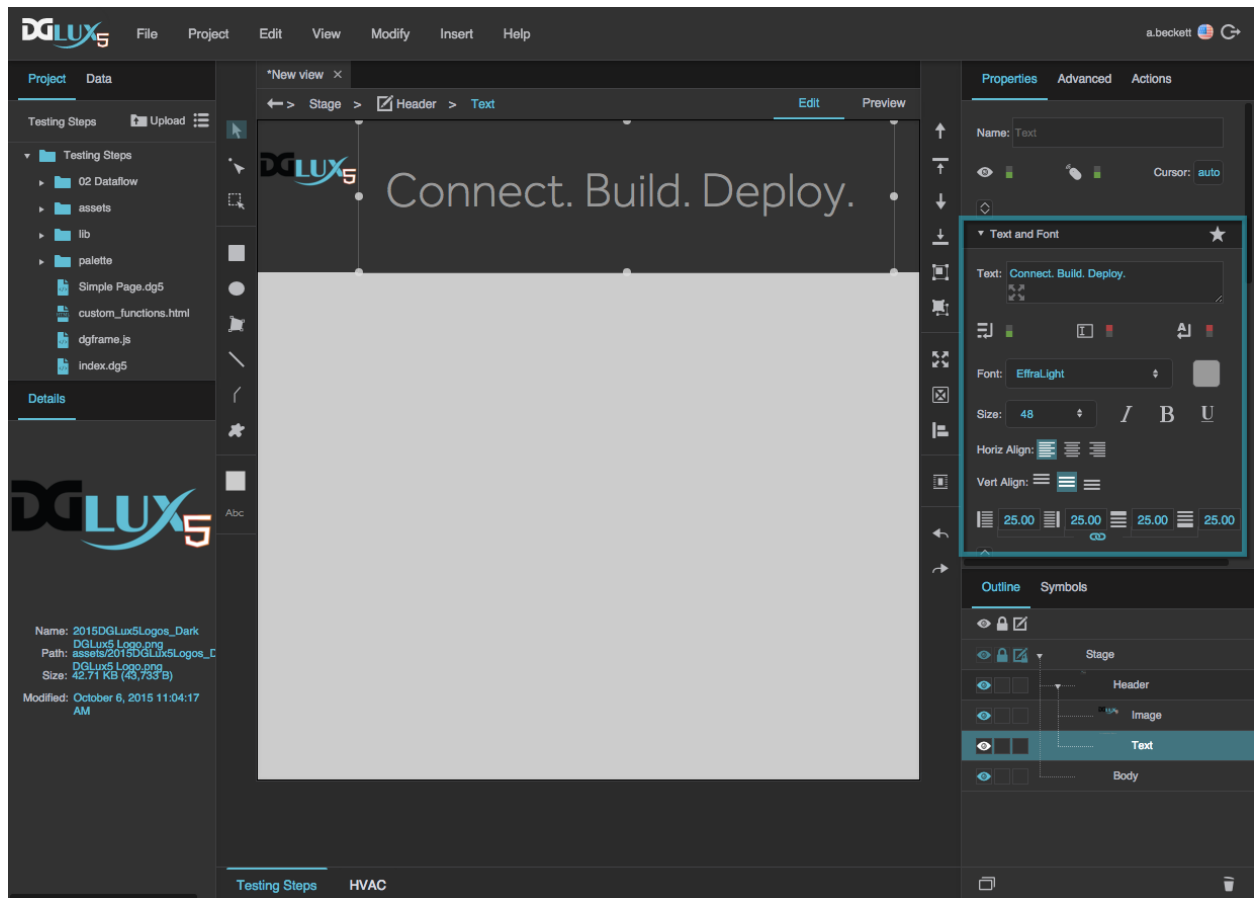 DGLUX5 File Project Edit View Modify Insert Help a.beckett
Project Data
Testing Steps Upload
Testing Steps
02 Dataflow
assets
lib
palette
Simple Page.dg5
custom_functions.html
dgframe.js
index.dg5
Details
DGLUX5
Name: 2015DGLux5Logos_Dark
DGLux5 Logo.png
Path: assets/2015DGLux5Logos_D
DGLux5 Logo.png
Size: 42.71 KB (43,733 B)
Modified: October 6, 2015 11:04:17
AM
Abc
*New view ×
Stage > Header > Text Edit Preview
DGLUX5
Connect. Build. Deploy.
Testing Steps HVAC
Properties Advanced Actions
Name: Text
Cursor: auto
Text and Font
Text: Connect. Build. Deploy.
Font: EffraLight
Size: 48 I B U
Horiz Align:
Vert Align:
25.00 25.00 25.00 25.00
Outline Symbols
Stage
Header
Image
Text
Body